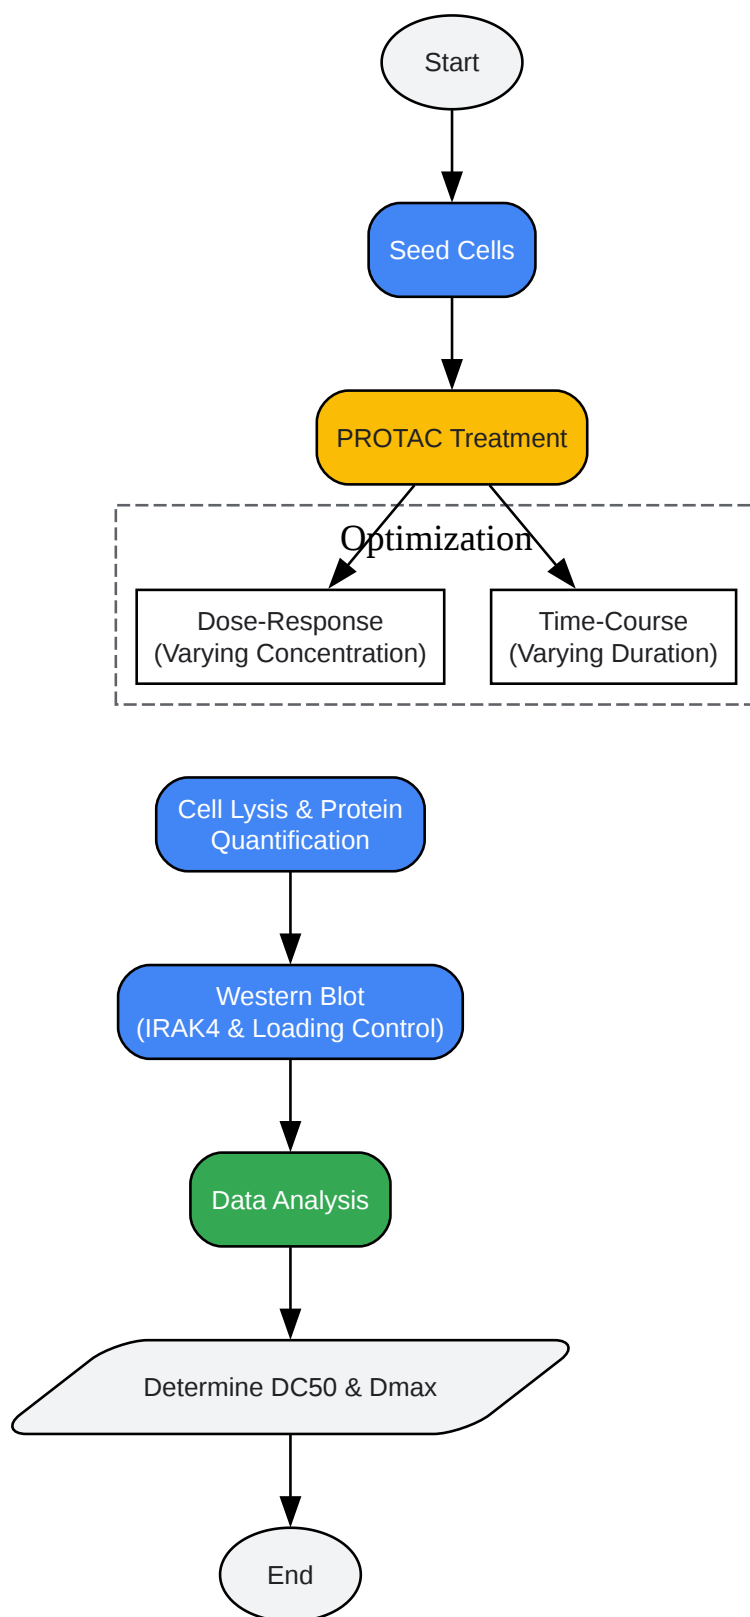 Start
Seed Cells
PROTAC Treatment
Optimization
Dose-Response
(Varying Concentration)
Time-Course
(Varying Duration)
Cell Lysis & Protein
Quantification
Western Blot
(IRAK4 & Loading Control)
Data Analysis
Determine DC50 & Dmax
End